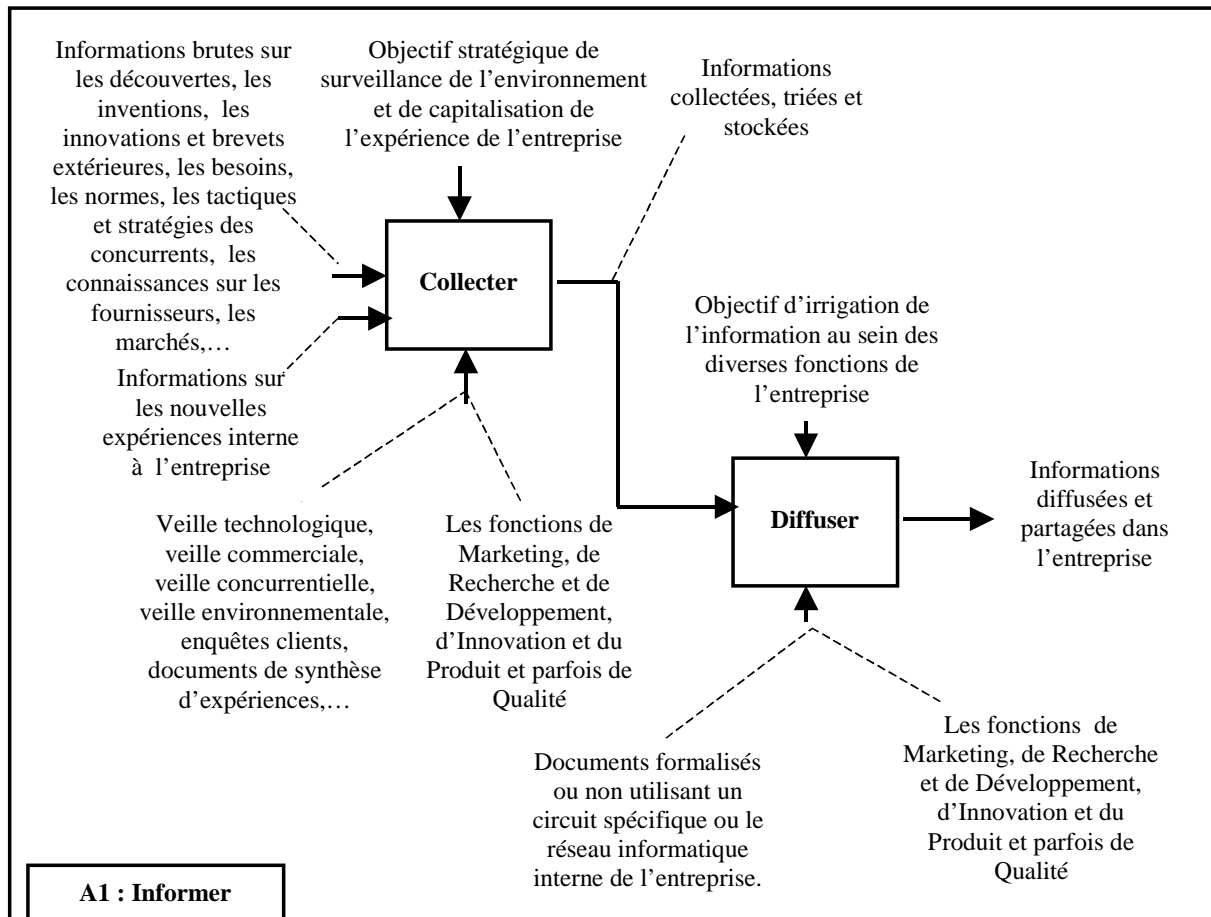 Informations brutes sur
les découvertes, les
inventions, les
innovations et brevets
extérieures, les besoins,
les normes, les tactiques
et stratégies des
concurrents, les
connaissances sur les
fournisseurs, les
marchés,…
Informations sur
les nouvelles
expériences interne
à l’entreprise
Objectif stratégique de
surveillance de l’environnement
et de capitalisation de
l’expérience de l’entreprise
Informations
collectées, triées et
stockées
Collecter
Veille technologique,
veille commerciale,
veille concurrentielle,
veille environnementale,
enquêtes clients,
documents de synthèse
d’expériences,…
Les fonctions de
Marketing, de
Recherche et de
Développement,
d’Innovation et du
Produit et parfois de
Qualité
Objectif d’irrigation de
l’information au sein des
diverses fonctions de
l’entreprise
Diffuser
Informations
diffusées et
partagées dans
l’entreprise
Documents formalisés
ou non utilisant un
circuit spécifique ou le
réseau informatique
interne de l’entreprise.
Les fonctions de
Marketing, de Recherche
et de Développement,
d’Innovation et du
Produit et parfois de
Qualité
A1 : Informer